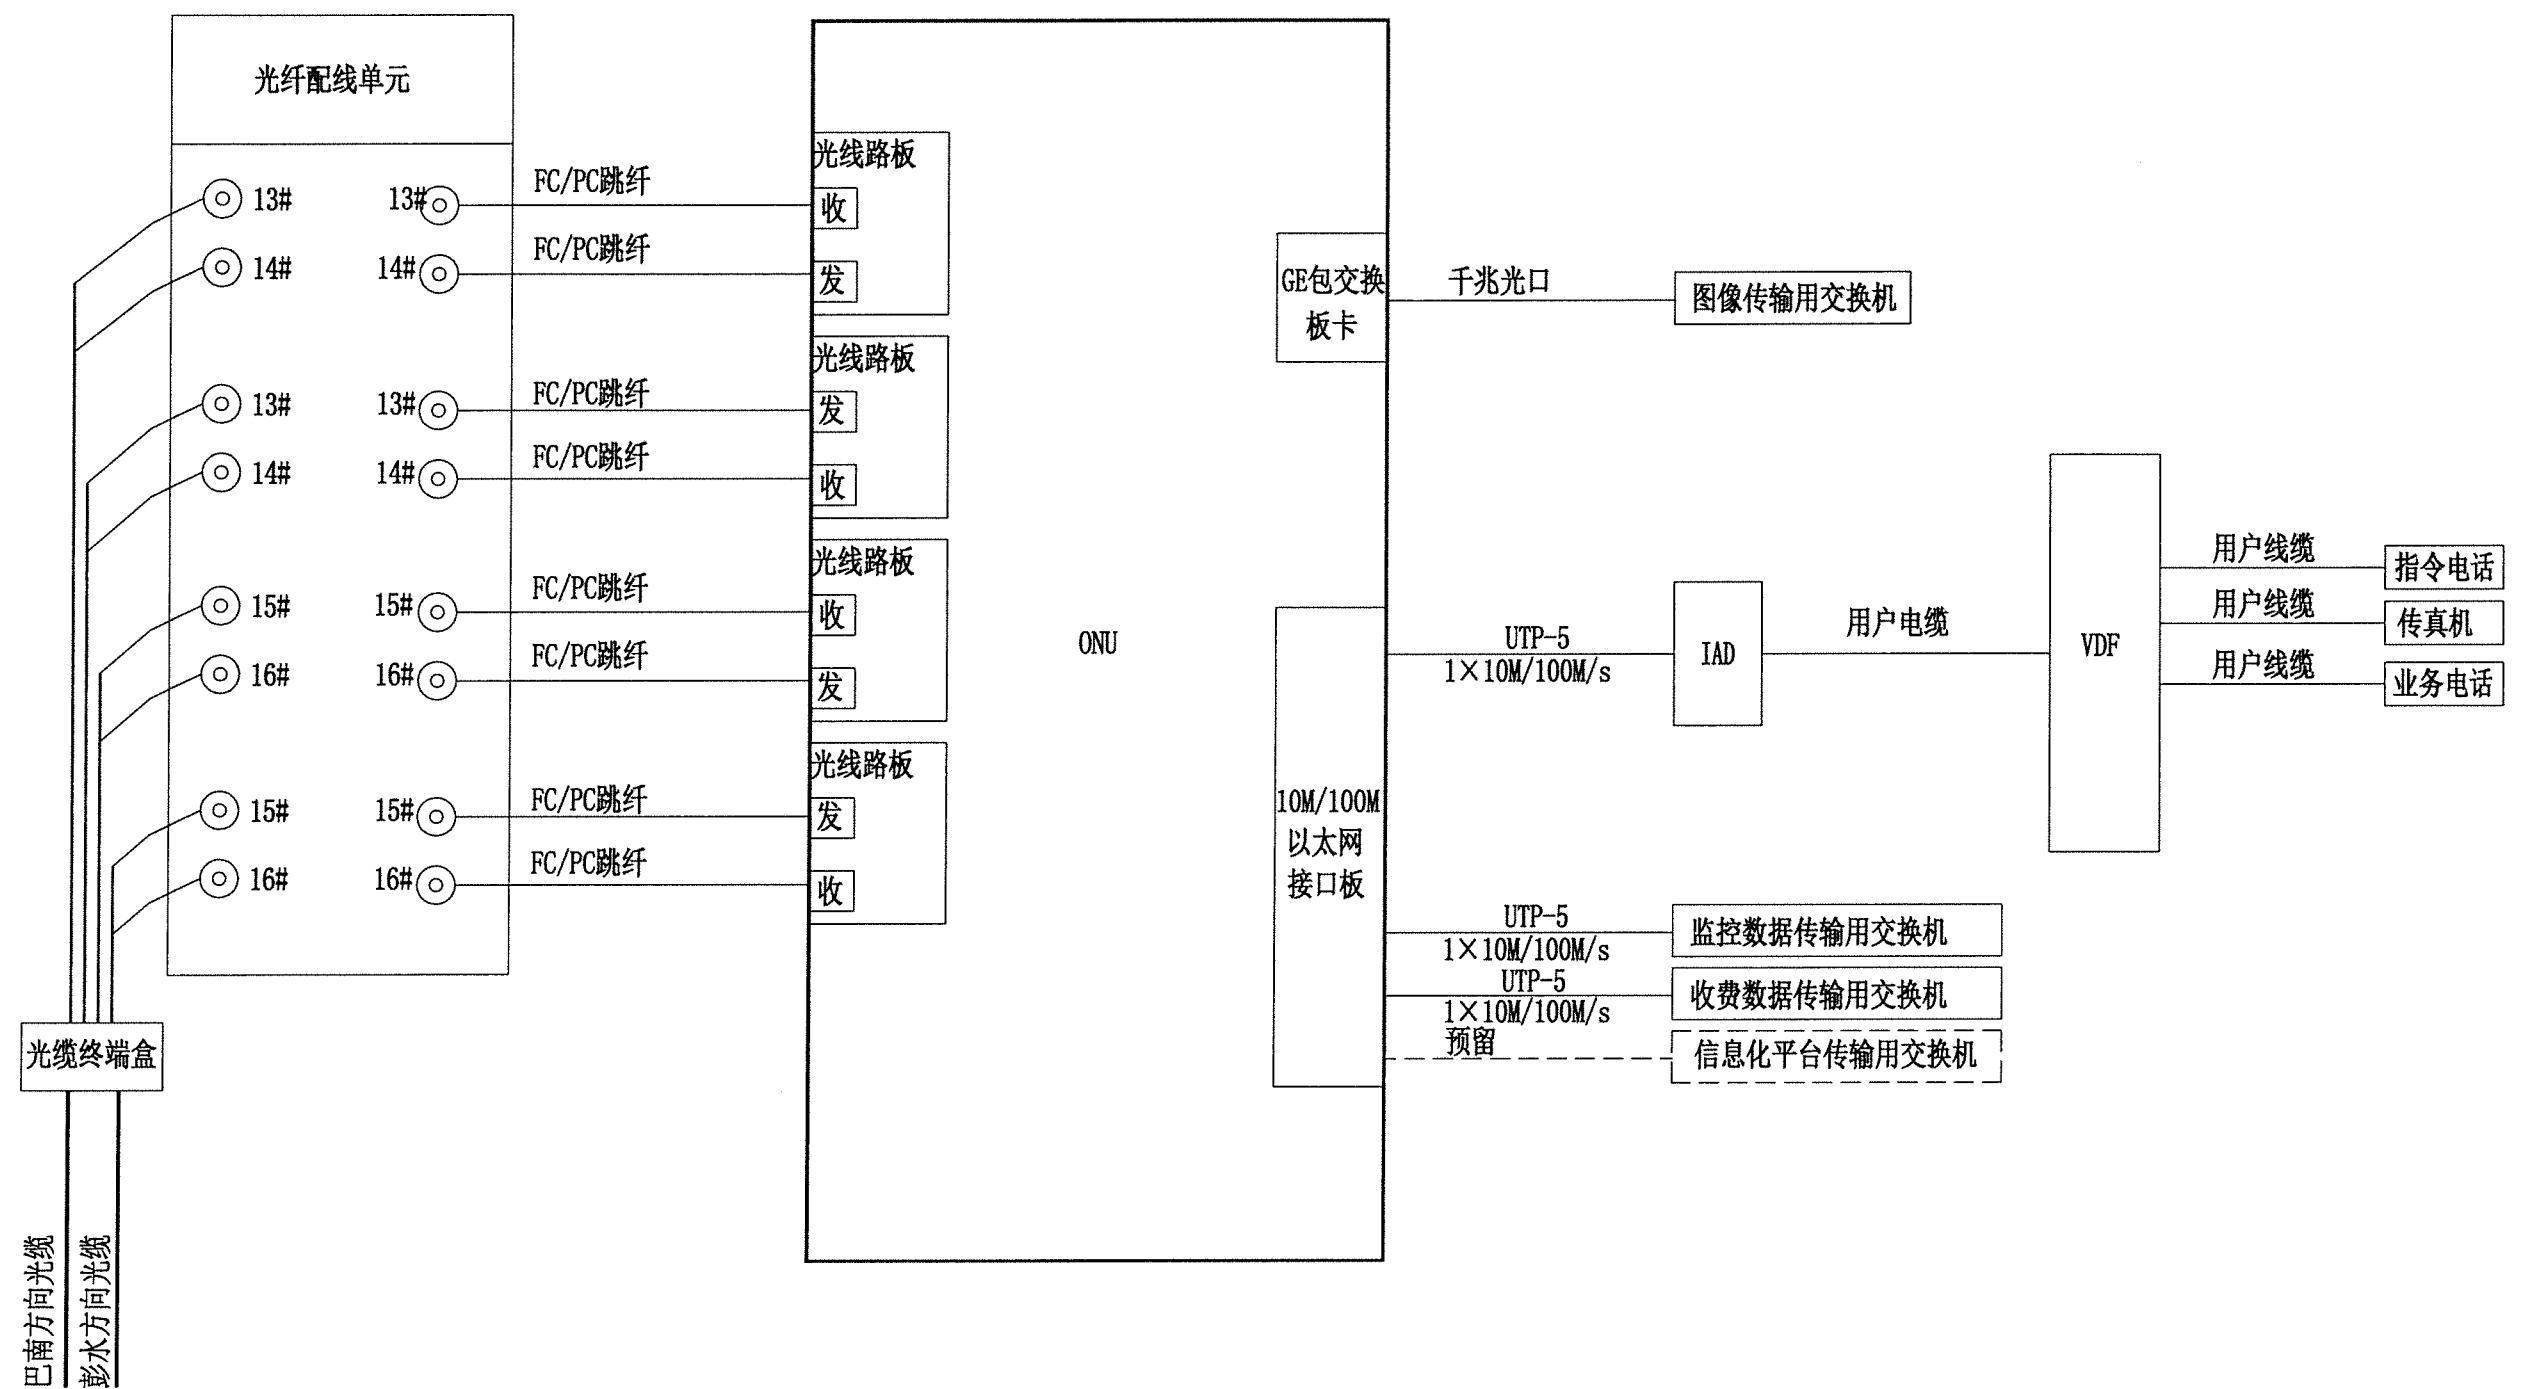 光纤配线单元
13#
13#
FC/PC跳纤
14#
14#
FC/PC跳纤
13#
13#
FC/PC跳纤
14#
14#
FC/PC跳纤
15#
15#
FC/PC跳纤
16#
16#
FC/PC跳纤
15#
15#
FC/PC跳纤
16#
16#
FC/PC跳纤
光缆终端盒
巴南方向光缆
彭水方向光缆
光线路板
收
发
光线路板
发
收
光线路板
收
发
光线路板
发
收
ONU
GE包交换
板卡
千兆光口
图像传输用交换机
10M/100M
以太网
接口板
UTP-5
1×10M/100M/s
IAD
用户电缆
VDF
用户线缆
指令电话
用户线缆
传真机
用户线缆
业务电话
UTP-5
1×10M/100M/s
监控数据传输用交换机
UTP-5
1×10M/100M/s
收费数据传输用交换机
预留
信息化平台传输用交换机